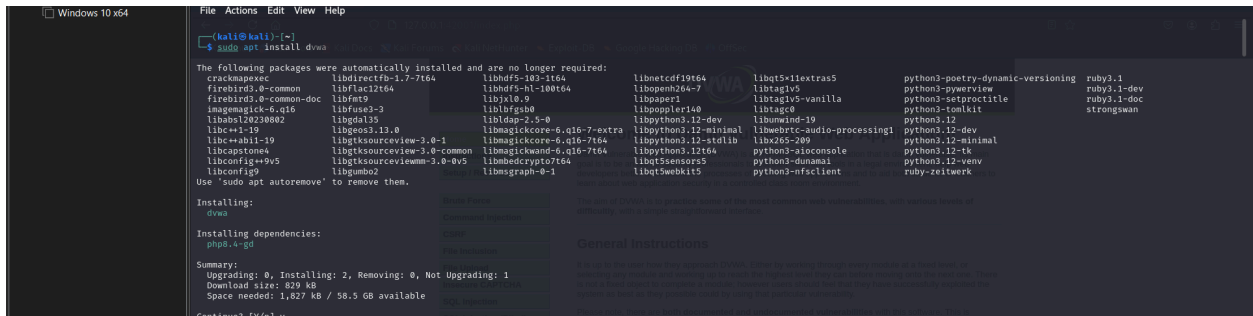 Windows 10 x64
File Actions Edit View Help
(kali㉿kali)-[~]
$ sudo apt install dvwa
The following packages were automatically installed and are no longer required:
crackmapexec libdirectfb-1.7-7t64 libhdf5-103-1t64 libnetcdf19t64 libqt5x11extras5 python3-poetry-dynamic-versioning ruby3.1
firebird3.0-common libflac12t64 libhdf5-hl-100t64 libopenh264-7 libtag1v5 python3-pywerview ruby3.1-dev
firebird3.0-common-doc libfmt9 libjxl0.9 libpaper1 libtag1v5-vanilla python3-setproctitle ruby3.1-doc
imagemagick-6.q16 libfuse3-3 liblbfgsb0 libpoppler140 libtagc0 python3-tomlkit strongswan
libabsl20230802 libgdal35 libldap-2.5-0 libpython3.12-dev libunwind-19 python3.12
libc++1-19 libgeos3.13.0 libmagickcore-6.q16-7-extra libpython3.12-minimal libwebrtc-audio-processing1 python3.12-dev
libc++abi1-19 libgtksourceview-3.0-1 libmagickcore-6.q16-7t64 libpython3.12-stdlib libx265-209 python3.12-minimal
libcapstone4 libgtksourceview-3.0-common libmagickwand-6.q16-7t64 libpython3.12t64 python3-aioconsole python3.12-tk
libconfig++9v5 libgtksourceviewmm-3.0-0v5 libmbedcrypto7t64 libqt5sensors5 python3-dunamai python3.12-venv
libconfig9 libgumbo2 libmsgraph-0-1 libqt5webkit5 python3-nfsclient ruby-zeitwerk
Use 'sudo apt autoremove' to remove them.
Installing:
dvwa
Installing dependencies:
php8.4-gd
Summary:
Upgrading: 0, Installing: 2, Removing: 0, Not Upgrading: 1
Download size: 829 kB
Space needed: 1,827 kB / 58.5 GB available
Continue? [Y/n] y
Brute Force
Command Injection
CSRF
File Inclusion
SQL Injection
General Instructions